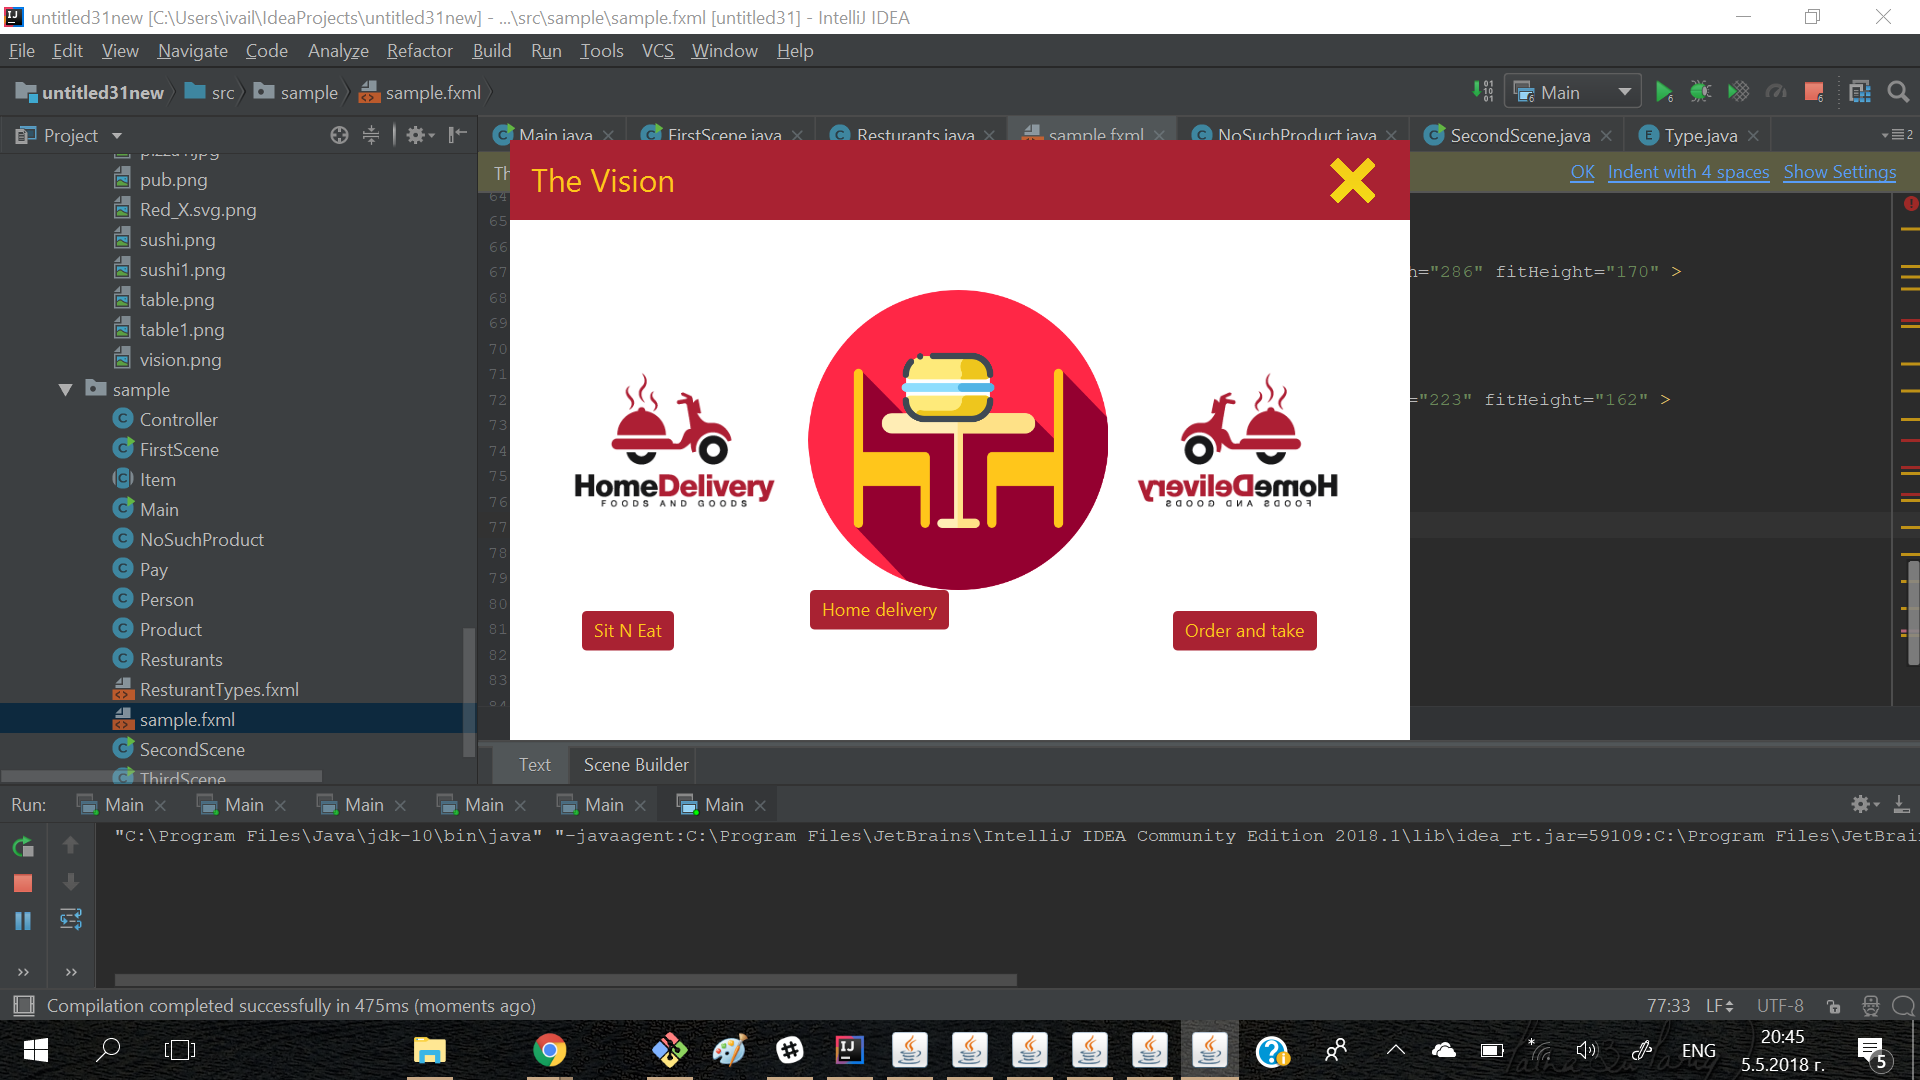 untitled31new [C:\Users\ivail\IdeaProjects\untitled31new] - ...\src\sample\sample.fxml [untitled31] - IntelliJ IDEA
File Edit View Navigate Code Analyze Refactor Build Run Tools VCS Window Help
untitled31new src sample sample.fxml Main
Project Main.java FirstScene.java Resturants.java sample.fxml NoSuchProduct.java SecondScene.java Type.java 2
pizza1.jpg
pub.png
Red_X.svg.png
sushi.png
sushi1.png
table.png
table1.png
vision.png
sample
Controller
FirstScene
Item
Main
NoSuchProduct
Pay
Person
Product
Resturants
ResturantTypes.fxml
sample.fxml
SecondScene
ThirdScene
Th
OK Indent with 4 spaces Show Settings
64
65
66
67
68
69
70
71
72
73
74
75
76
77
78
79
80
81
82
83
84
="286" fitHeight="170" >
="223" fitHeight="162" >
The Vision
HomeDelivery
FOODS AND GOODS
HomeDelivery
FOODS AND GOODS
Sit N Eat
Home delivery
Order and take
Text Scene Builder
Run: Main Main Main Main Main Main
"C:\Program Files\Java\jdk-10\bin\java" "-javaagent:C:\Program Files\JetBrains\IntelliJ IDEA Community Edition 2018.1\lib\idea_rt.jar=59109:C:\Program Files\JetBrai
Compilation completed successfully in 475ms (moments ago)
77:33 LF UTF-8
ENG
20:45
5.5.2018 г.
5